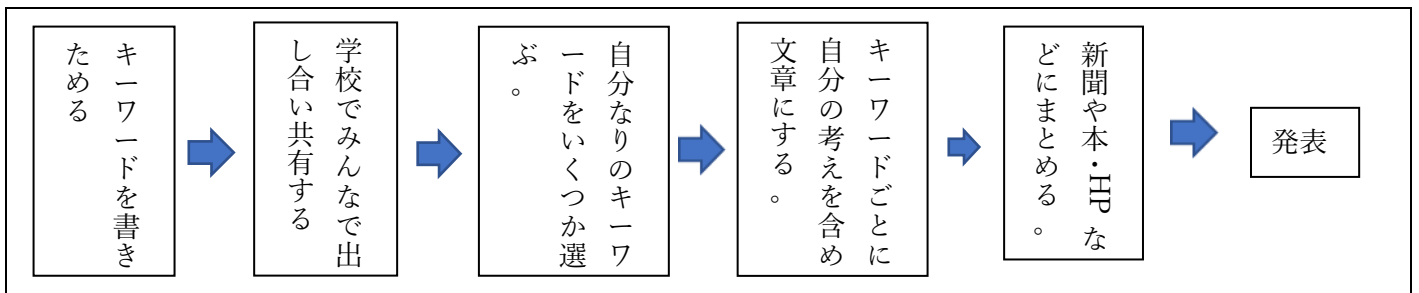 キーワードを書き
ためる
学校でみんなで出
し合い共有する
自分なりのキーワ
ードをいくつか選
ぶ。
キーワードごとに
自分の考えを含め
文章にする。
新聞や本・HP な
どにまとめる。
発表